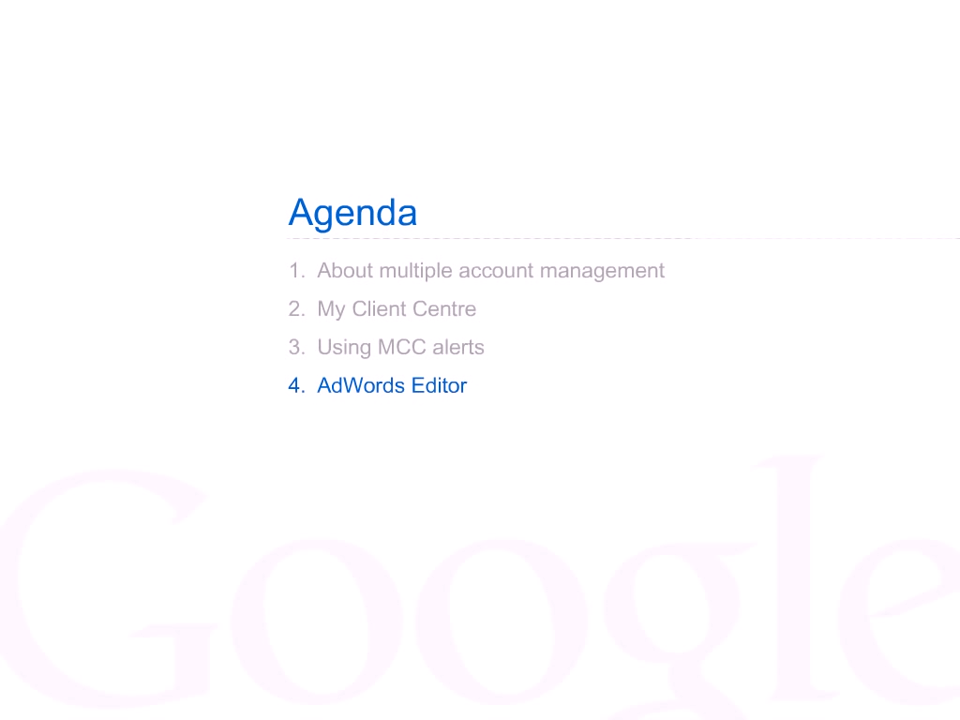 Agenda
1. About multiple account management
2. My Client Centre
3. Using MCC alerts
4. AdWords Editor
Google